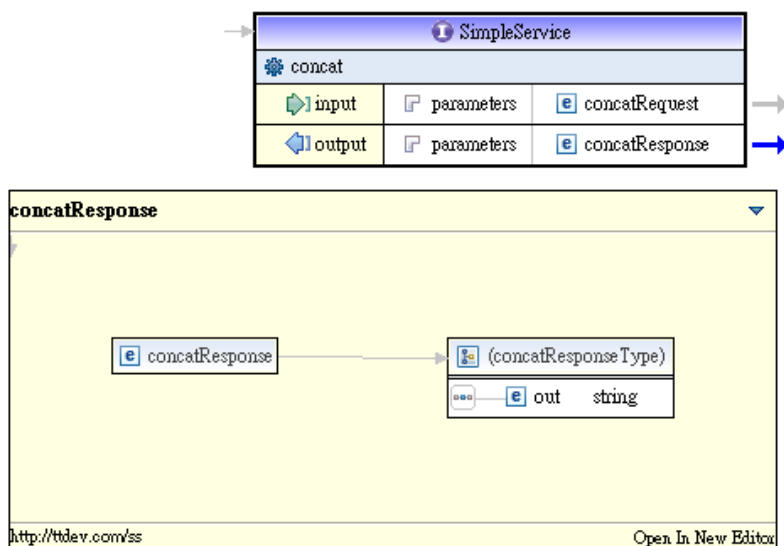 SimpleService
concat
input parameters e concatRequest
output parameters e concatResponse
concatResponse
e concatResponse
(concatResponseType)
e out string
http://ttdev.com/ss Open In New Editor